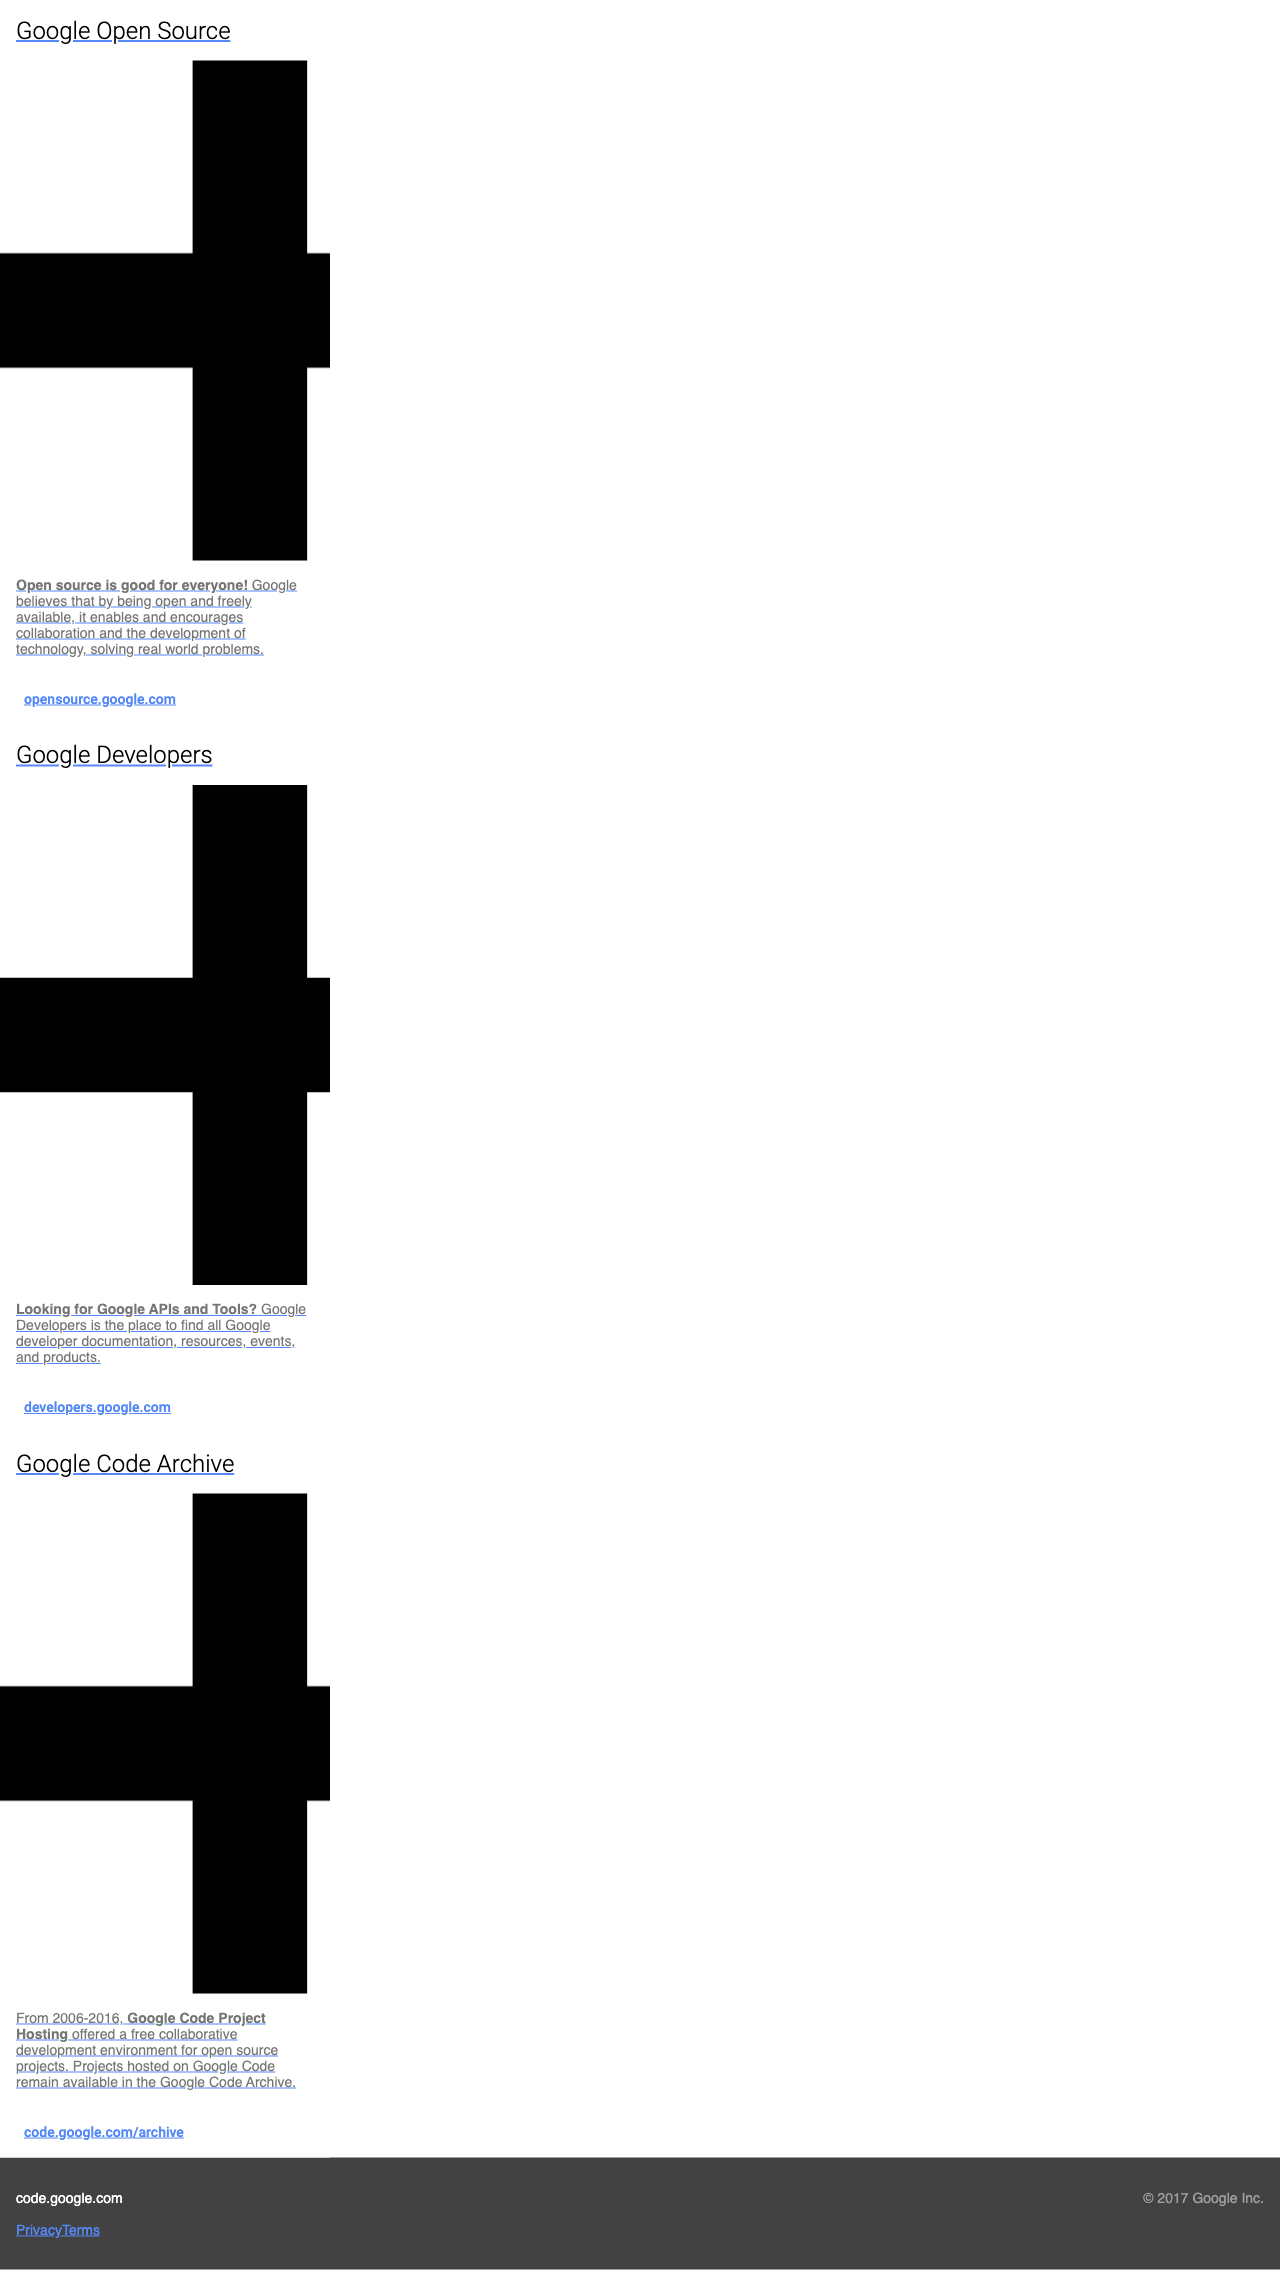 Google Open Source
Open source is good for everyone! Google
believes that by being open and freely
available, it enables and encourages
collaboration and the development of
technology, solving real world problems.
opensource.google.com
Google Developers
Looking for Google APIs and Tools? Google
Developers is the place to find all Google
developer documentation, resources, events,
and products.
developers.google.com
Google Code Archive
From 2006-2016, Google Code Project
Hosting offered a free collaborative
development environment for open source
projects. Projects hosted on Google Code
remain available in the Google Code Archive.
code.google.com/archive
code.google.com
© 2017 Google Inc.
PrivacyTerms